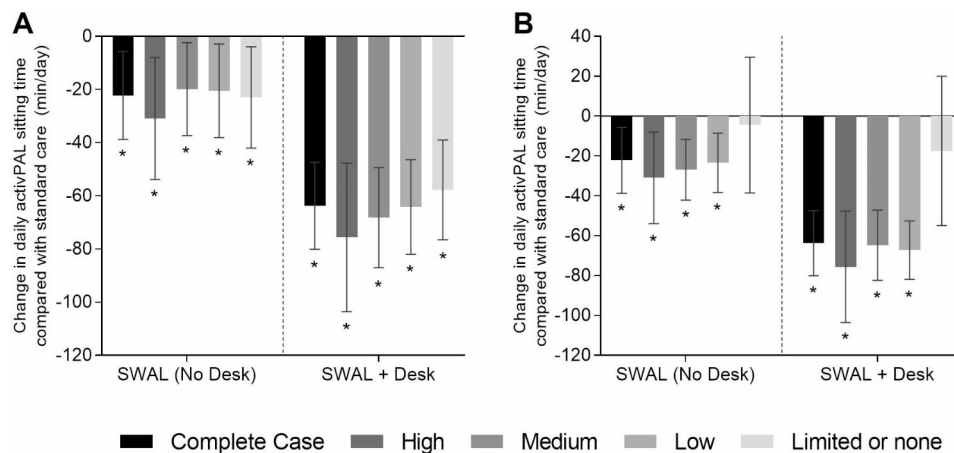 A
Change in daily activPAL sitting time
compared with standard care (min/day)
0
-20
-40
-60
-80
-100
-120
* * * * *
* * * * *
SWAL (No Desk) SWAL + Desk
B
Change in daily activPAL sitting time
compared with standard care (min/day)
40
20
0
-20
-40
-60
-80
-100
-120
* * * *
* * * *
SWAL (No Desk) SWAL + Desk
Complete Case High Medium Low Limited or none